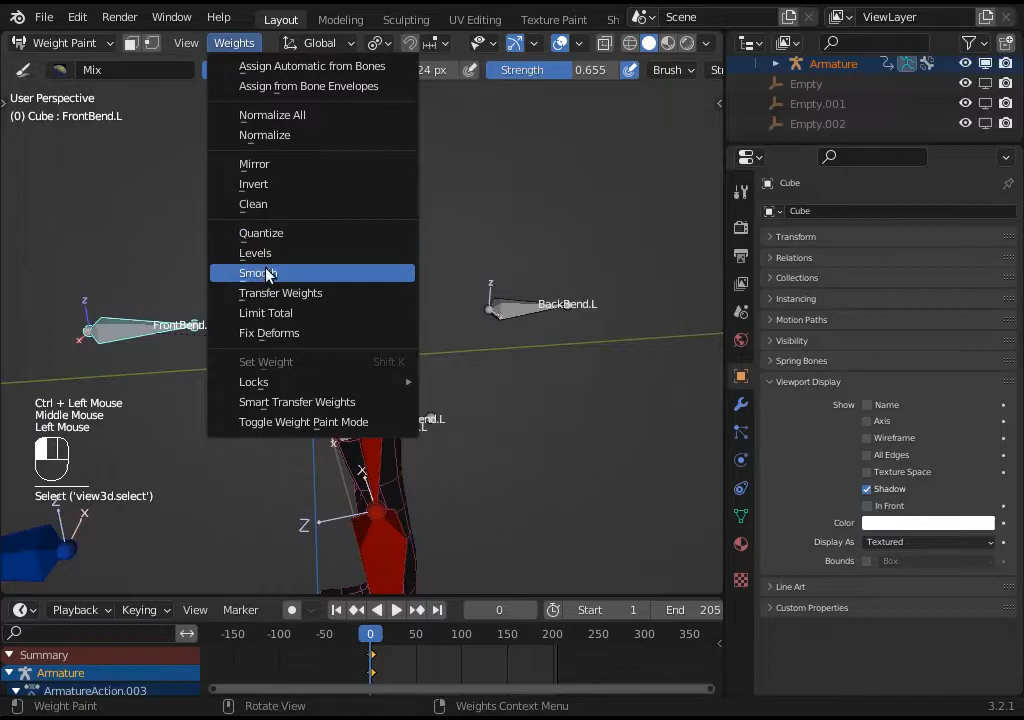 File Edit Render Window Help Layout Modeling Sculpting UV Editing Texture Paint Sh Scene ViewLayer
Weight Paint View Weights Global
Mix 24 px Strength 0.655 Brush Str
User Perspective
(0) Cube : FrontBend.L
Assign Automatic from Bones
Assign from Bone Envelopes
Normalize All
Normalize
Mirror
Invert
Clean
Quantize
Levels
Smooth
Transfer Weights
Limit Total
Fix Deforms
Set Weight Shift K
Locks
Smart Transfer Weights
Toggle Weight Paint Mode
z
x
FrontBend.
z
BackBend.L
end.L
.L
x
X
Z
Ctrl + Left Mouse
Middle Mouse
Left Mouse
Select ('view3d.select')
Z
X
Armature
Empty
Empty.001
Empty.002
Cube
Cube
Transform
Relations
Collections
Instancing
Motion Paths
Visibility
Spring Bones
Viewport Display
Show Name
Axis
Wireframe
All Edges
Texture Space
Shadow
In Front
Color
Display As Textured
Bounds Box
Line Art
Custom Properties
Playback Keying View Marker 0 Start 1 End 205
-150 -100 -50 0 50 100 150 200 250 300 350
Summary
Armature
ArmatureAction.003
Weight Paint Rotate View Weights Context Menu 3.2.1